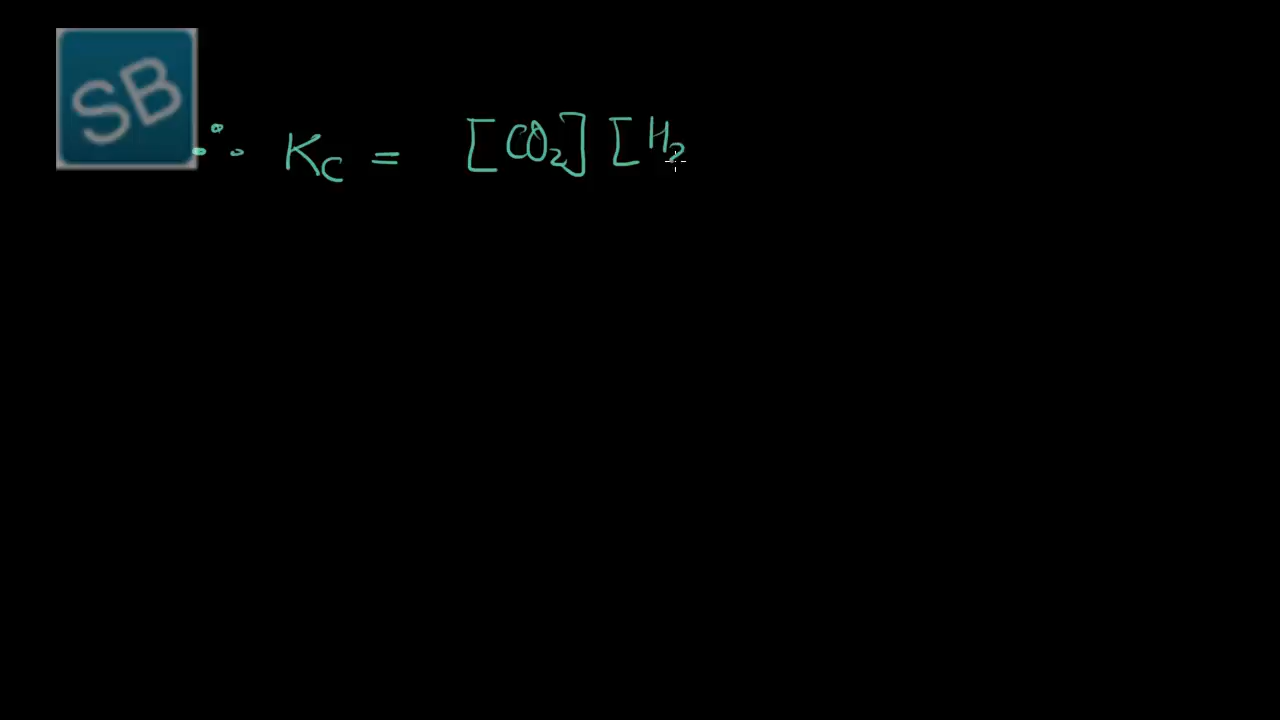 SB
∴ Kc = [CO₂] [H₂